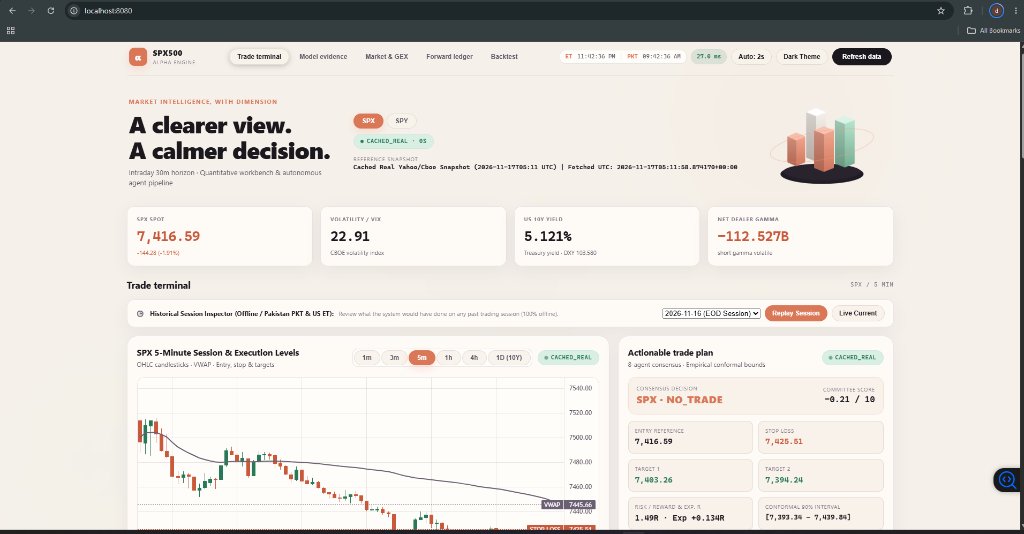 localhost:8080
All Bookmarks
α
SPX500
ALPHA ENGINE
Trade terminal
Model evidence
Market & GEX
Forward ledger
Backtest
ET 11:42:36 PM
PKT 09:42:36 AM
27.0 ms
Auto: 2s
Dark Theme
Refresh data
MARKET INTELLIGENCE, WITH DIMENSION
A clearer view.
A calmer decision.
Intraday 30m horizon · Quantitative workbench & autonomous
agent pipeline
SPX
SPY
CACHED_REAL · 0S
REFERENCE SNAPSHOT
Cached Real Yahoo/Cboe Snapshot (2026-11-17T05:11 UTC) | Fetched UTC: 2026-11-17T05:11:58.874170+00:00
SPX SPOT
7,416.59
-144.28 (-1.91%)
VOLATILITY / VIX
22.91
CBOE volatility index
US 10Y YIELD
5.121%
Treasury yield · DXY 103.580
NET DEALER GAMMA
-112.527B
short gamma volatile
Trade terminal
SPX / 5 MIN
Historical Session Inspector (Offline / Pakistan PKT & US ET):
Review what the system would have done on any past trading session (100% offline).
2026-11-16 (EOD Session)
Replay Session
Live Current
SPX 5-Minute Session & Execution Levels
OHLC candlesticks · VWAP · Entry, stop & targets
1m
3m
5m
1h
4h
1D (10Y)
CACHED_REAL
7540.00
7520.00
7500.00
7480.00
7460.00
VWAP 7445.66
7440.00
STOP LOSS
Actionable trade plan
8-agent consensus · Empirical conformal bounds
CACHED_REAL
CONSENSUS DECISION
SPX · NO_TRADE
COMMITTEE SCORE
-0.21 / 10
ENTRY REFERENCE
7,416.59
STOP LOSS
7,425.51
TARGET 1
7,403.26
TARGET 2
7,394.24
RISK / REWARD & EXP. R
1.49R · Exp +0.134R
CONFORMAL 80% INTERVAL
[7,393.34 – 7,439.84]